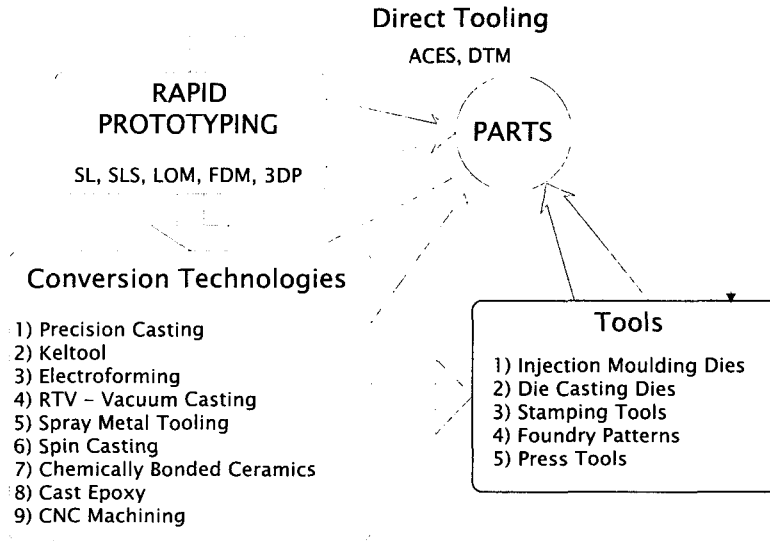 Direct Tooling
ACES, DTM
RAPID
PROTOTYPING
SL, SLS, LOM, FDM, 3DP
PARTS
Conversion Technologies
1) Precision Casting
2) Keltool
3) Electroforming
4) RTV – Vacuum Casting
5) Spray Metal Tooling
6) Spin Casting
7) Chemically Bonded Ceramics
8) Cast Epoxy
9) CNC Machining
Tools
1) Injection Moulding Dies
2) Die Casting Dies
3) Stamping Tools
4) Foundry Patterns
5) Press Tools